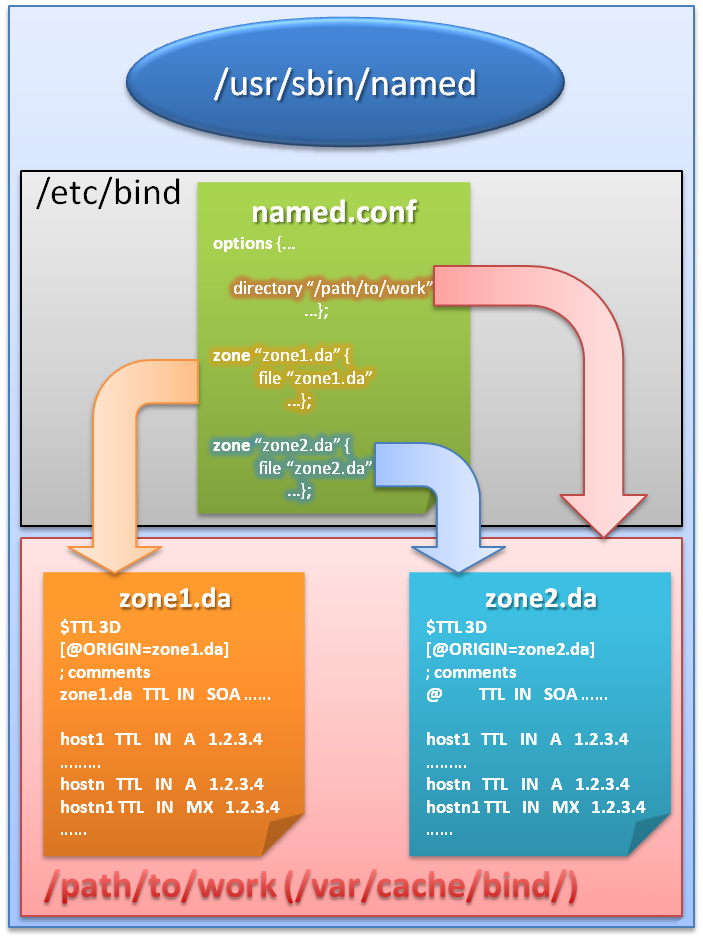 /usr/sbin/named
/etc/bind
named.conf
options {...
directory “/path/to/work”
...};
zone “zone1.da” {
file “zone1.da”
...};
zone “zone2.da” {
file “zone2.da”
...};
zone1.da
$TTL 3D
[@ORIGIN=zone1.da]
; comments
zone1.da TTL IN SOA ......
host1 TTL IN A 1.2.3.4
.........
hostn TTL IN A 1.2.3.4
hostn1 TTL IN MX 1.2.3.4
......
zone2.da
$TTL 3D
[@ORIGIN=zone2.da]
; comments
@ TTL IN SOA ......
host1 TTL IN A 1.2.3.4
.........
hostn TTL IN A 1.2.3.4
hostn1 TTL IN MX 1.2.3.4
......
/path/to/work (/var/cache/bind/)